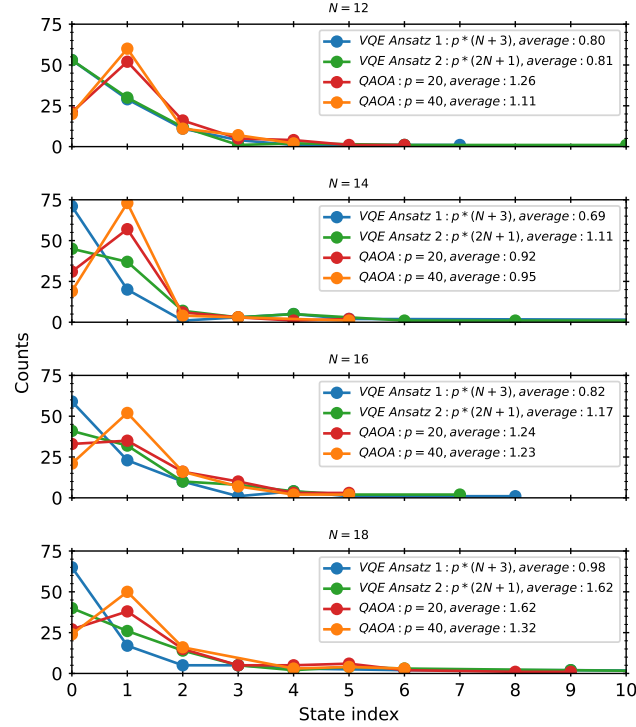 N = 12
75
50
25
0
VQE Ansatz 1 : p * (N + 3), average : 0.80
VQE Ansatz 2 : p * (2N + 1), average : 0.81
QAOA : p = 20, average : 1.26
QAOA : p = 40, average : 1.11
N = 14
75
50
25
0
VQE Ansatz 1 : p * (N + 3), average : 0.69
VQE Ansatz 2 : p * (2N + 1), average : 1.11
QAOA : p = 20, average : 0.92
QAOA : p = 40, average : 0.95
Counts
N = 16
75
50
25
0
VQE Ansatz 1 : p * (N + 3), average : 0.82
VQE Ansatz 2 : p * (2N + 1), average : 1.17
QAOA : p = 20, average : 1.24
QAOA : p = 40, average : 1.23
N = 18
75
50
25
0
VQE Ansatz 1 : p * (N + 3), average : 0.98
VQE Ansatz 2 : p * (2N + 1), average : 1.62
QAOA : p = 20, average : 1.62
QAOA : p = 40, average : 1.32
0 1 2 3 4 5 6 7 8 9 10
State index